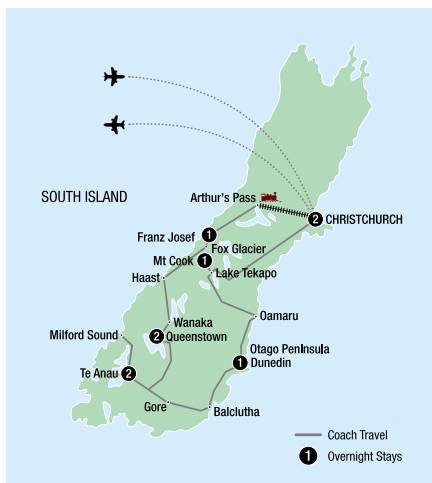 Arthur's Pass
SOUTH ISLAND
2
CHRISTCHURCH
Franz Josef
1
Fox Glacier
Mt Cook
1
Lake Tekapo
Haast
Oamaru
Wanaka
Milford Sound
2
Queenstown
Otago Peninsula
1
Dunedin
Te Anau
2
Gore
Balclutha
Coach Travel
1
Overnight Stays